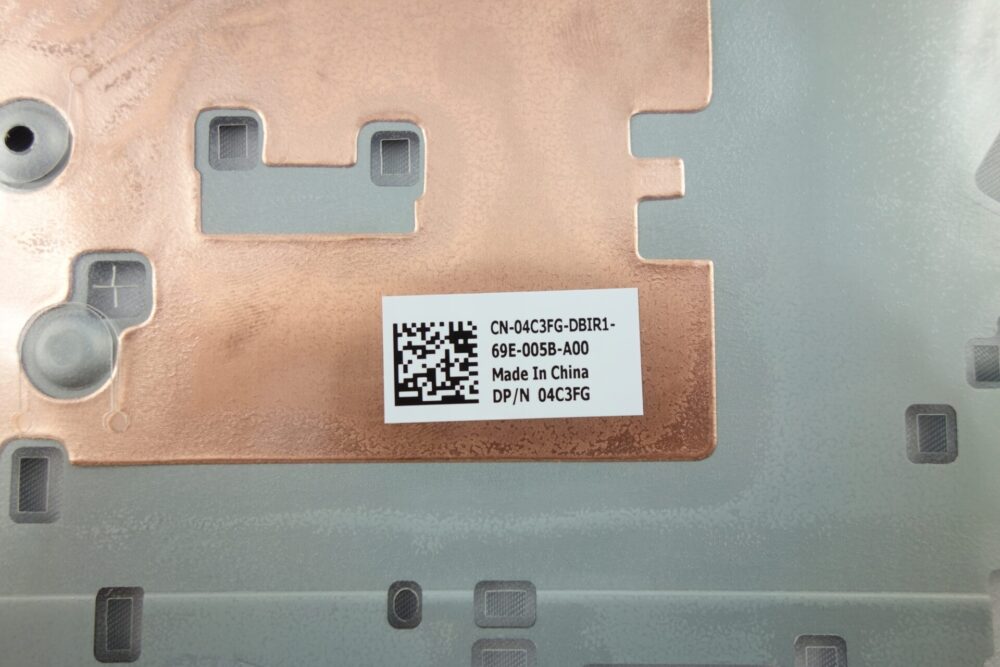 CN-04C3FG-DBIR1-
69E-005B-A00
Made In China
DP/N 04C3FG